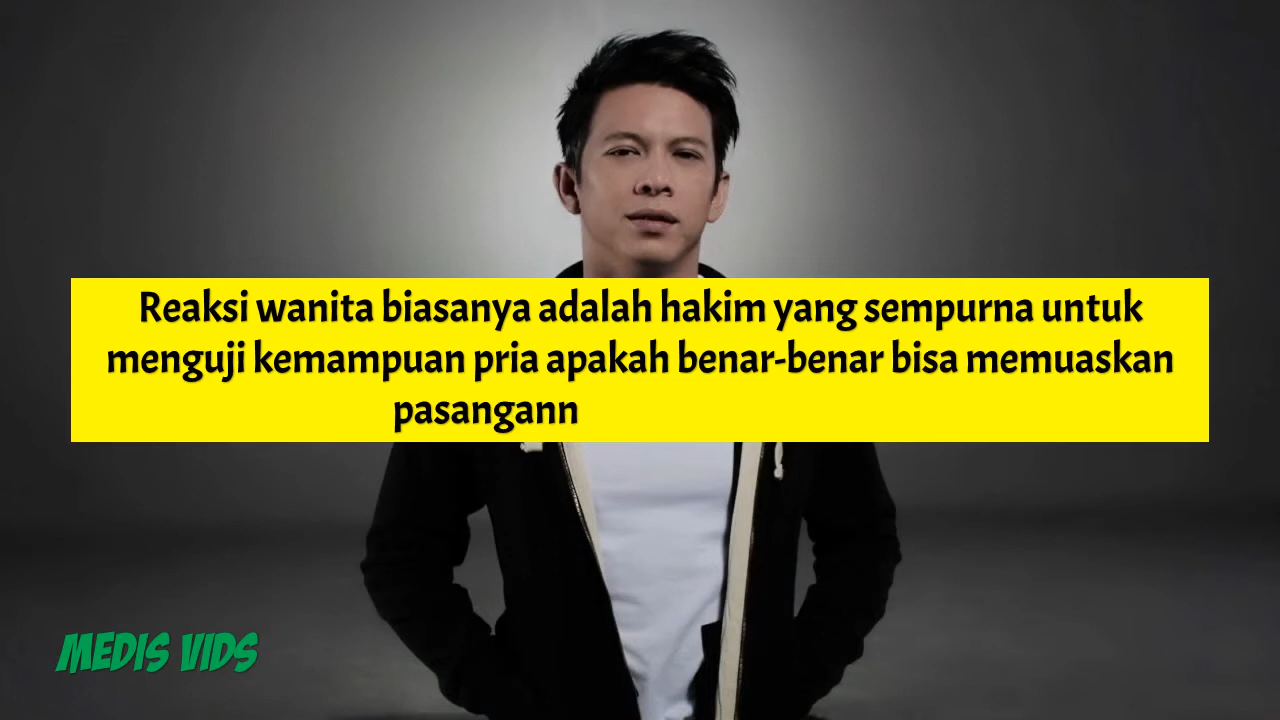 Reaksi wanita biasanya adalah hakim yang sempurna untuk
menguji kemampuan pria apakah benar-benar bisa memuaskan
pasangann
MEDIS VIDS